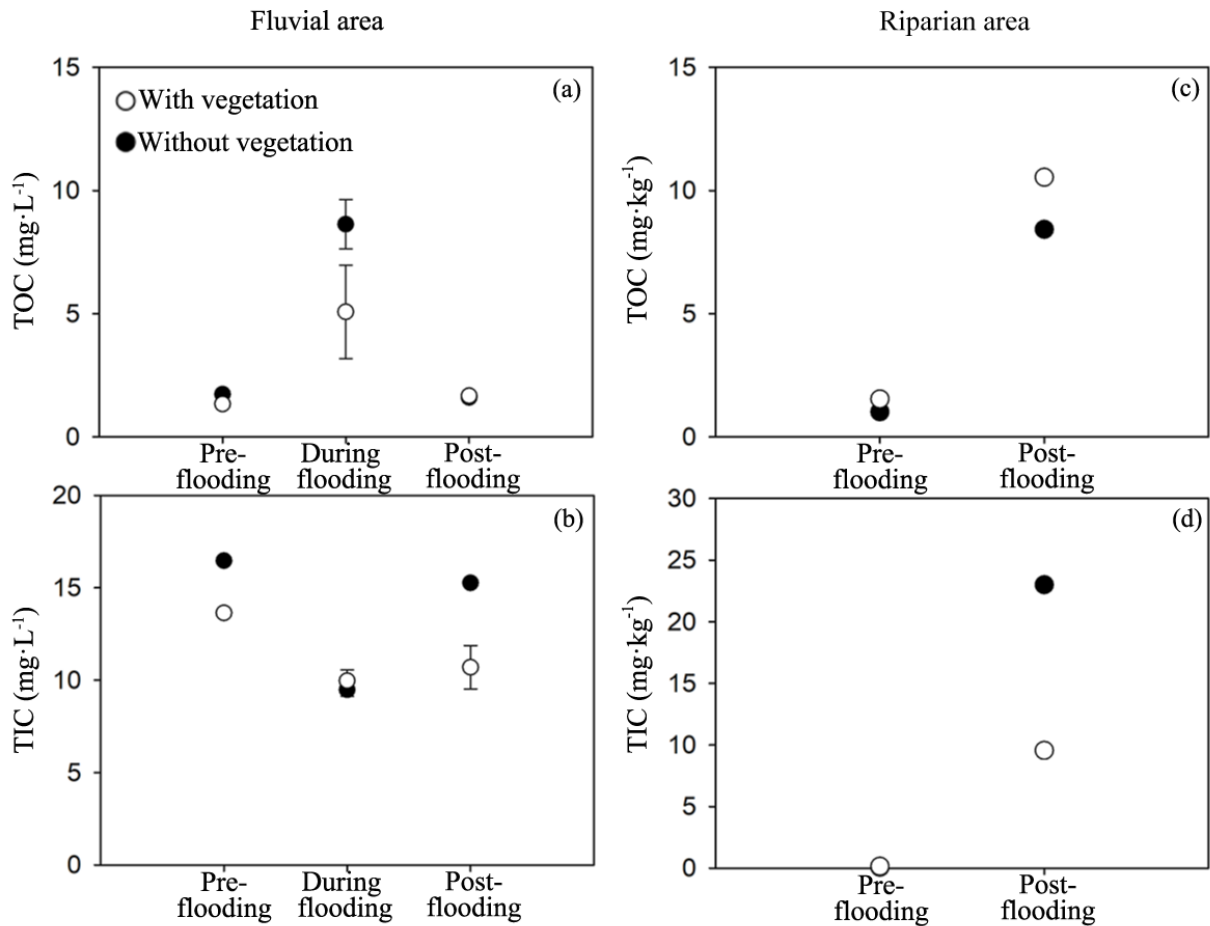 Fluvial area
15
10
5
0
TOC (mg·L⁻¹)
(a)
With vegetation
Without vegetation
Pre-
flooding
During
flooding
Post-
flooding
20
15
10
5
0
TIC (mg·L⁻¹)
(b)
Pre-
flooding
During
flooding
Post-
flooding
Riparian area
15
10
5
0
TOC (mg·kg⁻¹)
(c)
Pre-
flooding
Post-
flooding
30
25
20
15
10
5
0
TIC (mg·kg⁻¹)
(d)
Pre-
flooding
Post-
flooding